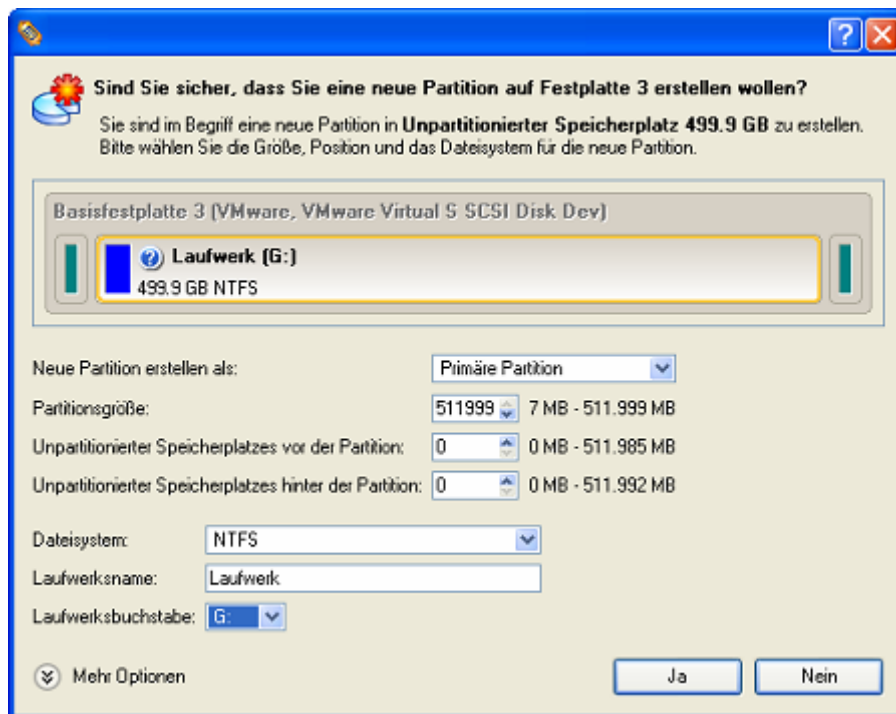 Sind Sie sicher, dass Sie eine neue Partition auf Festplatte 3 erstellen wollen?
Sie sind im Begriff eine neue Partition in Unpartitionierter Speicherplatz 499.9 GB zu erstellen.
Bitte wählen Sie die Größe, Position und das Dateisystem für die neue Partition.
Basisfestplatte 3 (VMware, VMware Virtual S SCSI Disk Dev)
Laufwerk (G:)
499.9 GB NTFS
Neue Partition erstellen als: Primäre Partition
Partitionsgröße: 511999 7 MB - 511.999 MB
Unpartitionierter Speicherplatzes vor der Partition: 0 0 MB - 511.985 MB
Unpartitionierter Speicherplatzes hinter der Partition: 0 0 MB - 511.992 MB
Dateisystem: NTFS
Laufwerksname: Laufwerk
Laufwerksbuchstabe: G:
Mehr Optionen Ja Nein